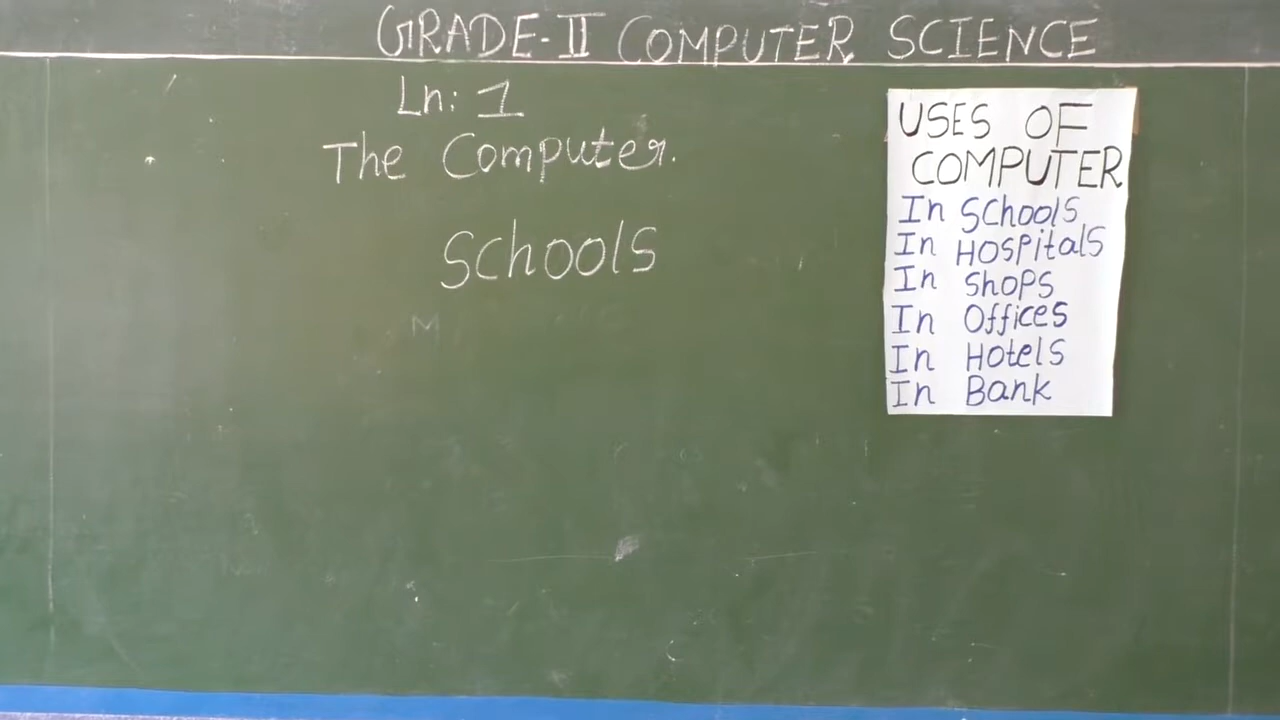 GRADE-II COMPUTER SCIENCE
Ln: 1
The Computer.
Schools
M
USES OF
COMPUTER
In Schools
In Hospitals
In Shops
In Offices
In Hotels
In Bank